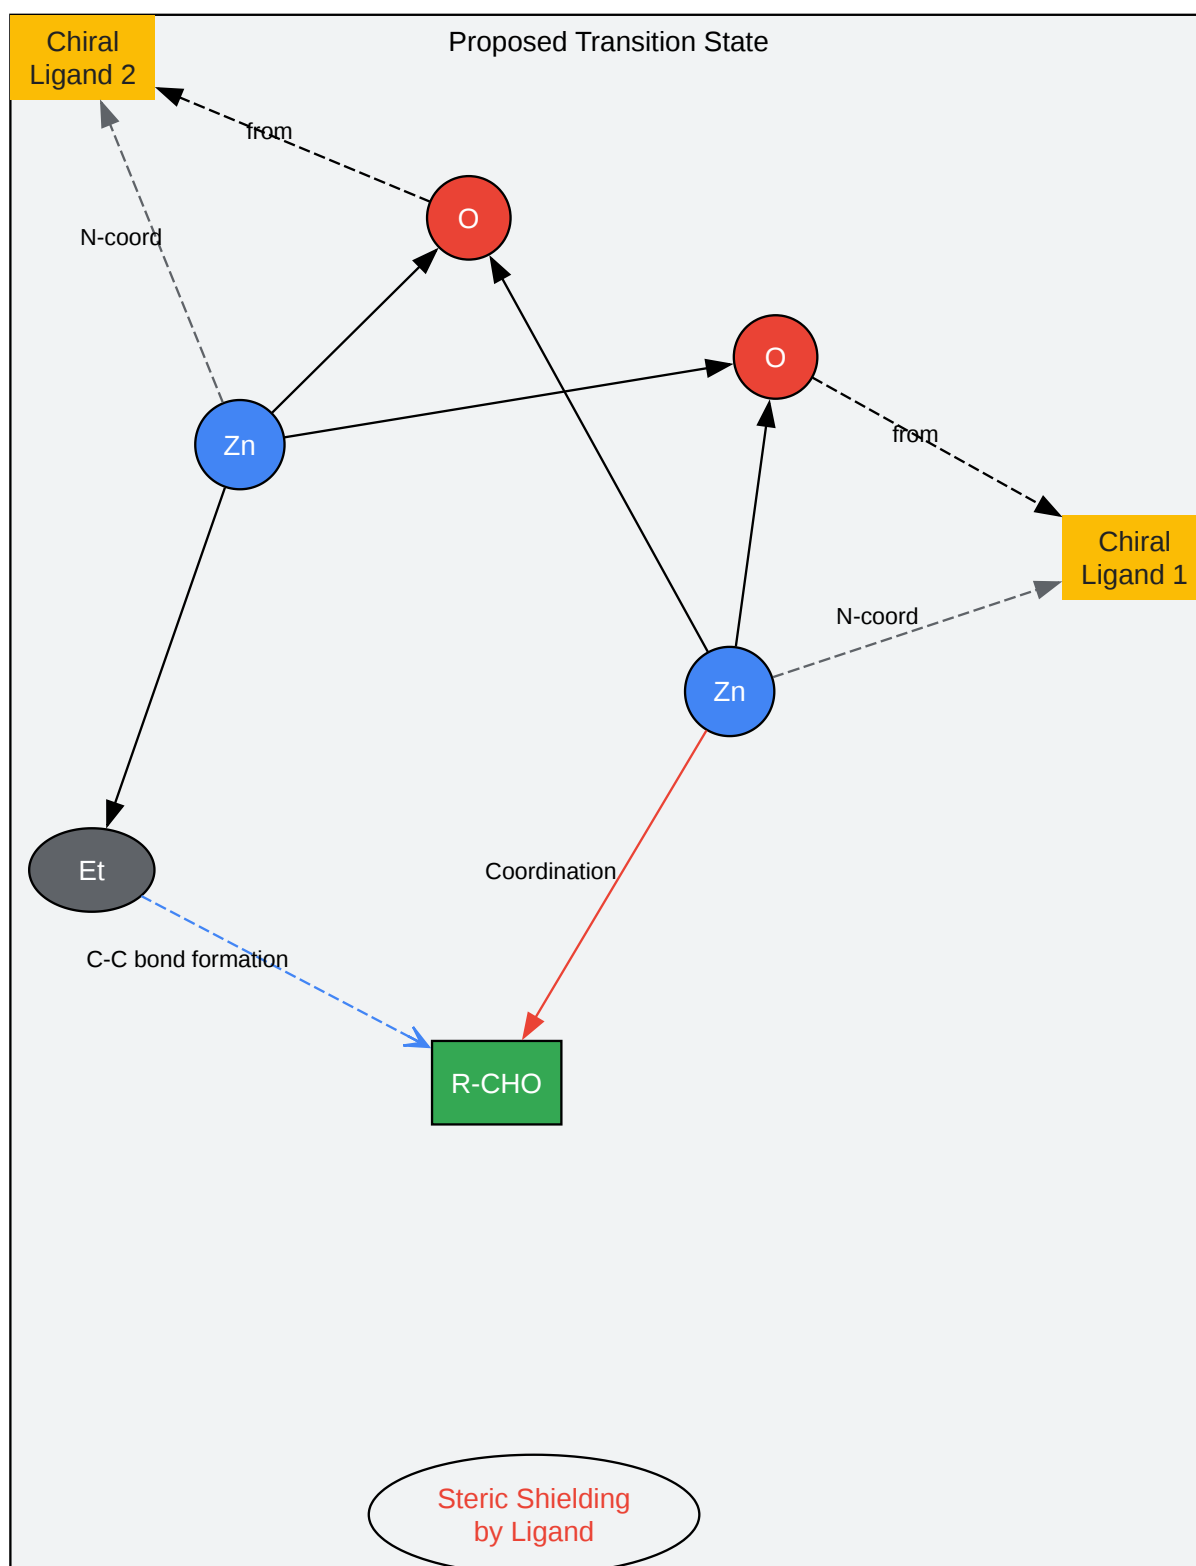 Proposed Transition State
Chiral
Ligand 2
from
O
N-coord
O
from
Zn
Chiral
Ligand 1
N-coord
Zn
Coordination
Et
C-C bond formation
R-CHO
Steric Shielding
by Ligand